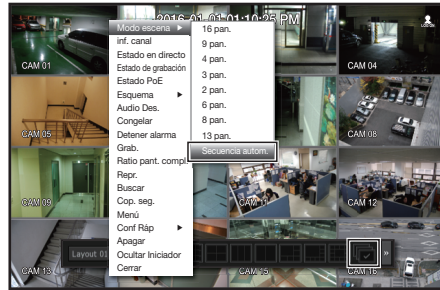 2016-01-01 01:10:25 PM
LOG ON
CAM 01
CAM 04
CAM 05
CAM 08
CAM 09
CAM 12
CAM 13
CAM 15
CAM 16
Modo escena ▶
inf. canal
Estado en directo
Estado de grabación
Estado PoE
Esquema ▶
Audio Des.
Congelar
Detener alarma
Grab.
Ratio pant. compl.
Repr.
Buscar
Cop. seg.
Menú
Conf Ráp ▶
Apagar
Ocultar Iniciador
Cerrar
16 pan.
9 pan.
4 pan.
3 pan.
2 pan.
6 pan.
8 pan.
13 pan.
Secuencia autom.
Layout 01
»